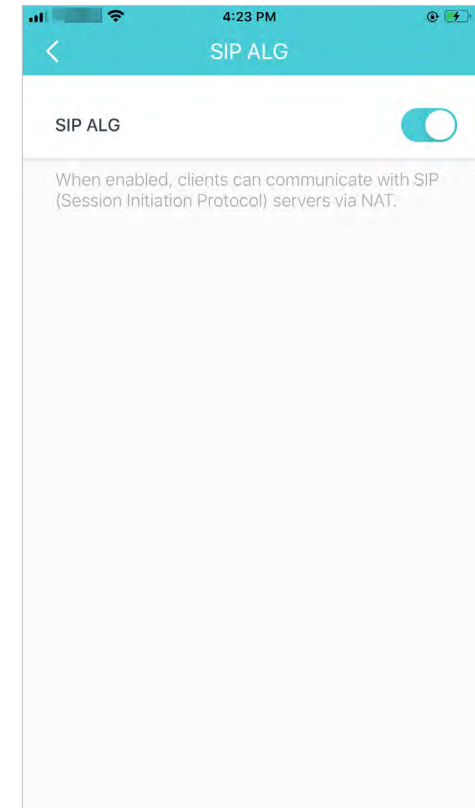 4:23 PM
SIP ALG
SIP ALG
When enabled, clients can communicate with SIP
(Session Initiation Protocol) servers via NAT.